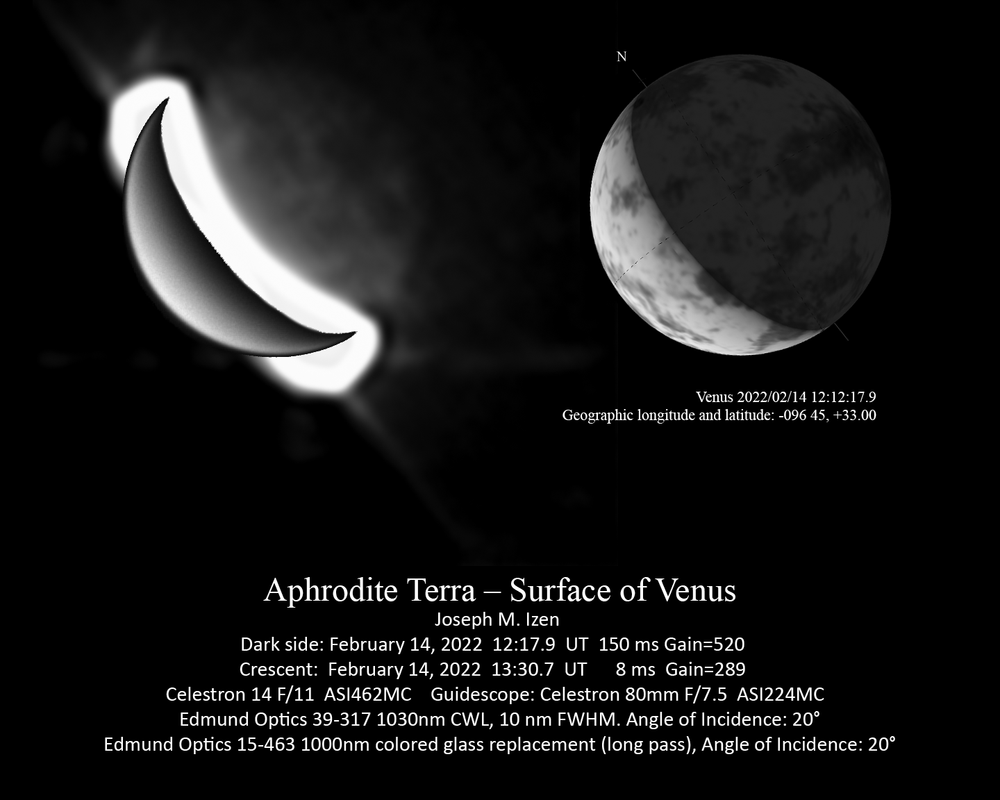 N
Venus 2022/02/14 12:12:17.9
Geographic longitude and latitude: -096 45, +33.00
Aphrodite Terra – Surface of Venus
Joseph M. Izen
Dark side: February 14, 2022 12:17.9 UT 150 ms Gain=520
Crescent: February 14, 2022 13:30.7 UT 8 ms Gain=289
Celestron 14 F/11 ASI462MC Guidescope: Celestron 80mm F/7.5 ASI224MC
Edmund Optics 39-317 1030nm CWL, 10 nm FWHM. Angle of Incidence: 20°
Edmund Optics 15-463 1000nm colored glass replacement (long pass), Angle of Incidence: 20°